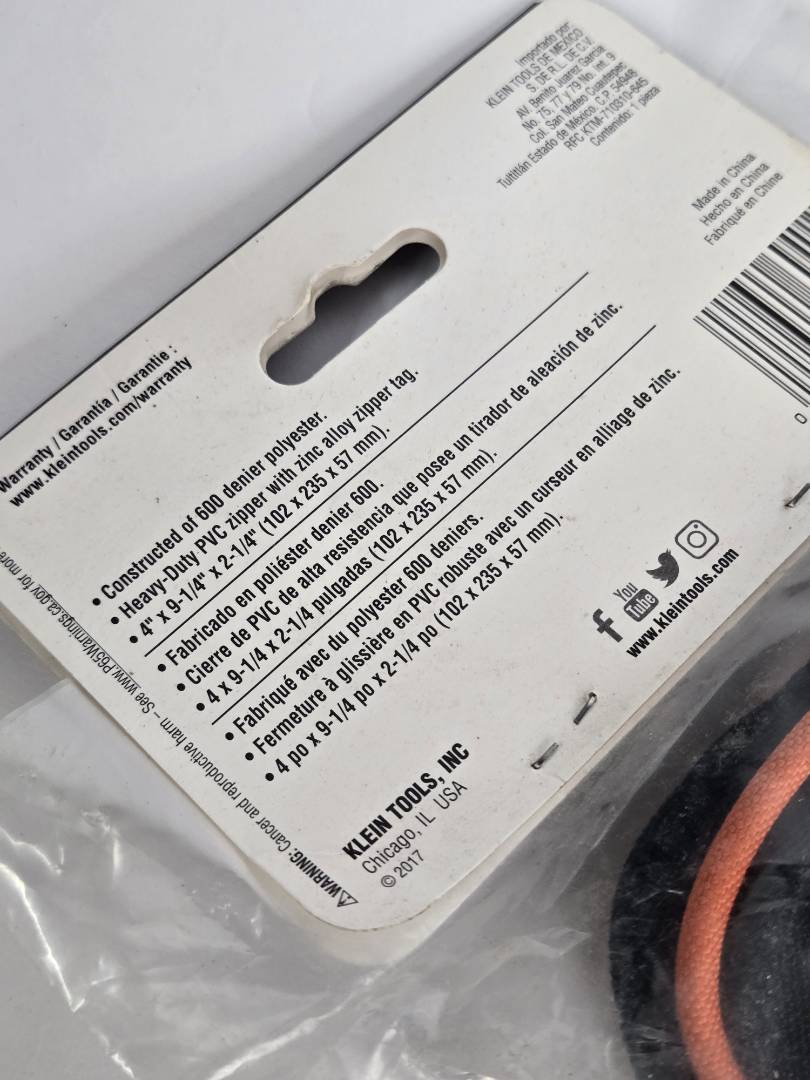 Importado por:
KLEIN TOOLS DE MEXICO
S. DE R.L. DE C.V.
AV. Benito Juarez Garcia
No. 75, 77 y 79 No. Int. 9
Col. San Mateo Cuautepec
Tultitlán Estado de México, C.P. 54948
RFC KTM-710310-645
Contenido: 1 pieza
Made in China
Hecho en China
Fabriqué en Chine
0
Warranty / Garantía / Garantie :
www.kleintools.com/warranty
• Constructed of 600 denier polyester.
• Heavy-Duty PVC zipper with zinc alloy zipper tag.
• 4" x 9-1/4" x 2-1/4" (102 x 235 x 57 mm).
• Fabricado en poliéster denier 600.
• Cierre de PVC de alta resistencia que posee un tirador de aleación de zinc.
• 4 x 9-1/4 x 2-1/4 pulgadas (102 x 235 x 57 mm).
• Fabriqué avec du polyester 600 deniers.
• Fermeture à glissière en PVC robuste avec un curseur en alliage de zinc.
• 4 po x 9-1/4 po x 2-1/4 po (102 x 235 x 57 mm).
f You Tube
www.kleintools.com
KLEIN TOOLS, INC
Chicago, IL USA
© 2017
⚠WARNING: Cancer and reproductive harm – See www.P65Warnings.ca.gov for more